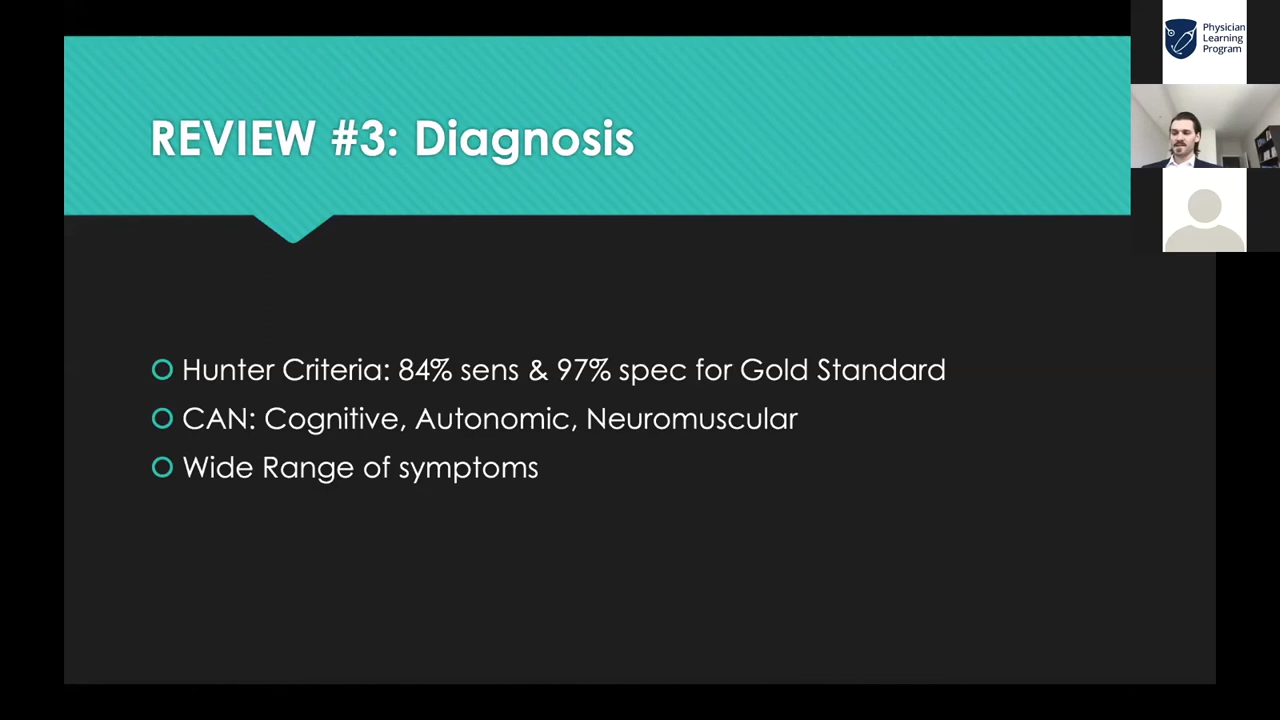 REVIEW #3: Diagnosis
Physician
Learning
Program
Hunter Criteria: 84% sens & 97% spec for Gold Standard
CAN: Cognitive, Autonomic, Neuromuscular
Wide Range of symptoms